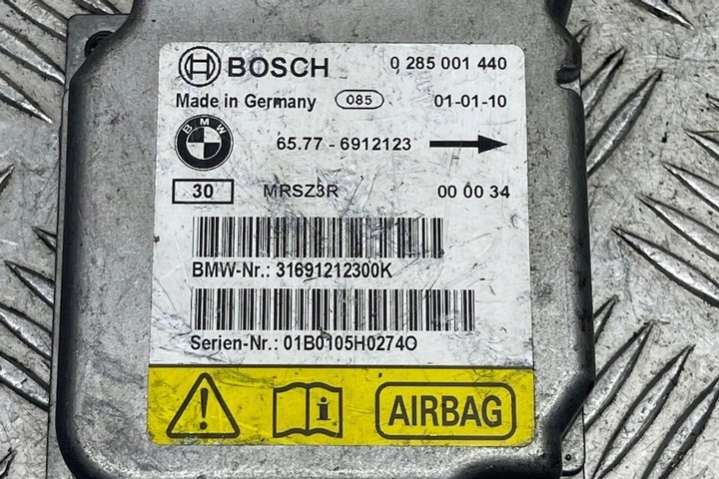 BOSCH 0 285 001 440
Made in Germany 085 01-01-10
BMW 65.77 - 6912123
30 MRSZ3R 00 00 34
BMW-Nr.: 31691212300K
Serien-Nr.: 01B0105H0274O
i AIRBAG